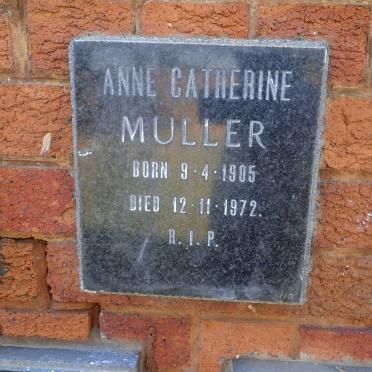 ANNE CATHERINE
MULLER
BORN 9·4·1905
DIED 12·11·1972.
R.I.P.